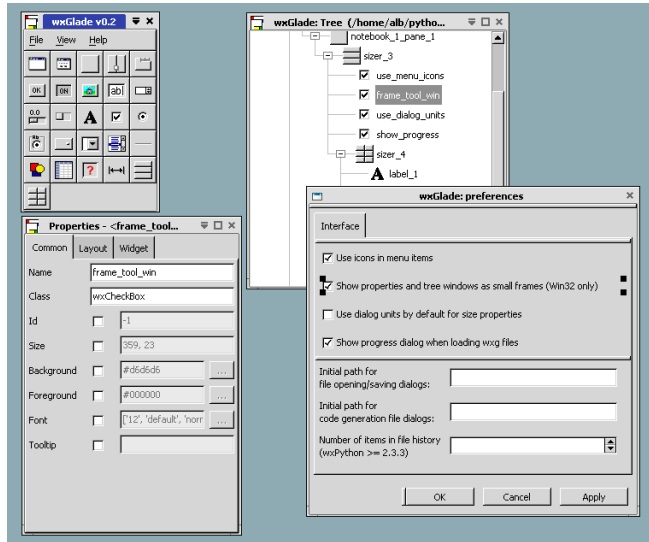 wxGlade v0.2
File View Help
OK
ON
ab
0.0
A
Ab
?
wxGlade: Tree (/home/alb/pytho...
notebook_1_pane_1
sizer_3
use_menu_icons
frame_tool_win
use_dialog_units
show_progress
sizer_4
A label_1
Properties - <frame_tool...
Common Layout Widget
Name frame_tool_win
Class wxCheckBox
Id -1
Size 359, 23
Background #d6d6d6 ...
Foreground #000000 ...
Font ['12', 'default', 'norr ...
Tooltip
wxGlade: preferences
Interface
Use icons in menu items
Show properties and tree windows as small frames (Win32 only)
Use dialog units by default for size properties
Show progress dialog when loading wxg files
Initial path for
file opening/saving dialogs:
Initial path for
code generation file dialogs:
Number of items in file history
(wxPython >= 2.3.3)
OK Cancel Apply